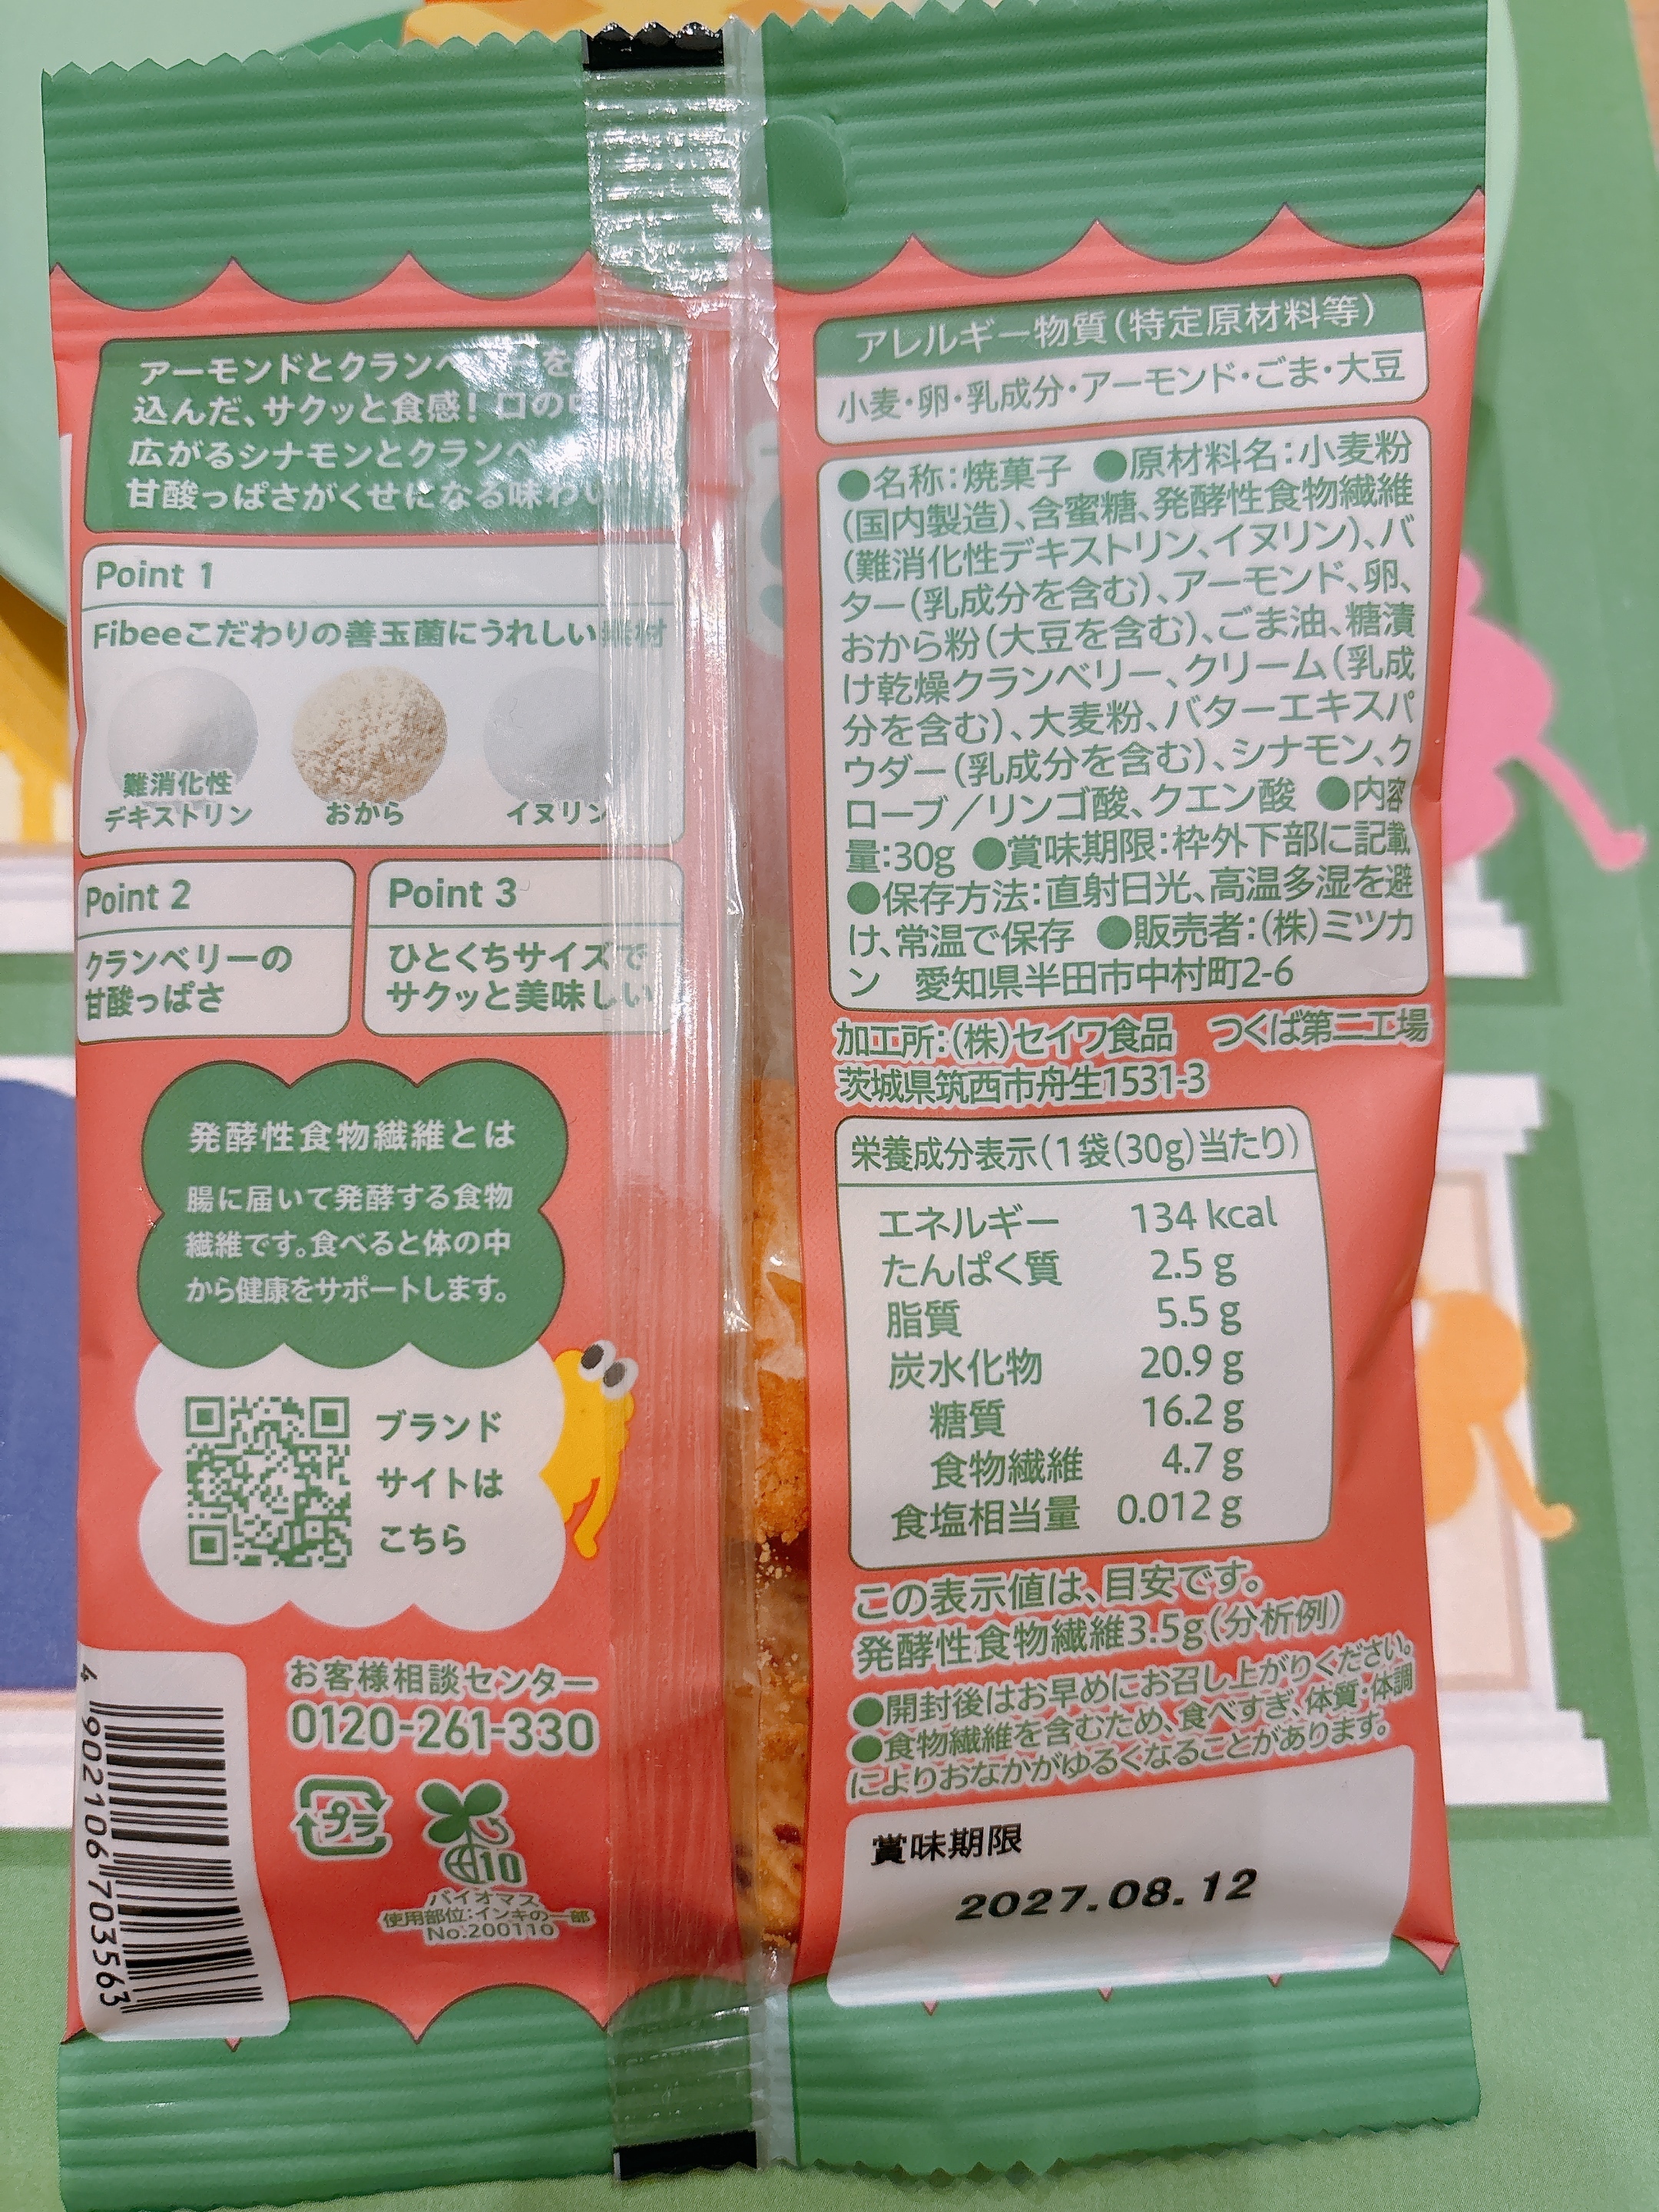 アーモンドとクランベ を
込んだ、サクッと食感！口の中
広がるシナモンとクランベ
甘酸っぱさがくせになる味わい
Point 1
Fibeeこだわりの善玉菌にうれしい素材
難消化性
デキストリン
おから
イヌリン
Point 2
クランベリーの
甘酸っぱさ
Point 3
ひとくちサイズで
サクッと美味しい
発酵性食物繊維とは
腸に届いて発酵する食物
繊維です。食べると体の中
から健康をサポートします。
ブランド
サイトは
こちら
4 902106 703563
お客様相談センター
0120-261-330
プラ
10
バイオマス
使用部位:インキの一部
No.200110
アレルギー物質(特定原材料等)
小麦・卵・乳成分・アーモンド・ごま・大豆
●名称:焼菓子 ●原材料名:小麦粉
(国内製造)、含蜜糖、発酵性食物繊維
(難消化性デキストリン、イヌリン)、バ
ター(乳成分を含む)、アーモンド、卵、
おから粉(大豆を含む)、ごま油、糖漬
け乾燥クランベリー、クリーム(乳成
分を含む)、大麦粉、バターエキスパ
ウダー(乳成分を含む)、シナモン、ク
ローブ／リンゴ酸、クエン酸 ●内容
量:30g ●賞味期限:枠外下部に記載
●保存方法:直射日光、高温多湿を避
け、常温で保存 ●販売者:(株)ミツカ
ン 愛知県半田市中村町2-6
加工所:(株)セイワ食品 つくば第二工場
茨城県筑西市舟生1531-3
栄養成分表示(1袋(30g)当たり)
エネルギー 134 kcal
たんぱく質 2.5 g
脂質 5.5 g
炭水化物 20.9 g
糖質 16.2 g
食物繊維 4.7 g
食塩相当量 0.012 g
この表示値は、目安です。
発酵性食物繊維3.5g(分析例)
●開封後はお早めにお召し上がりください。
●食物繊維を含むため、食べすぎ、体質・体調
によりおなかがゆるくなることがあります。
賞味期限
2027.08.12